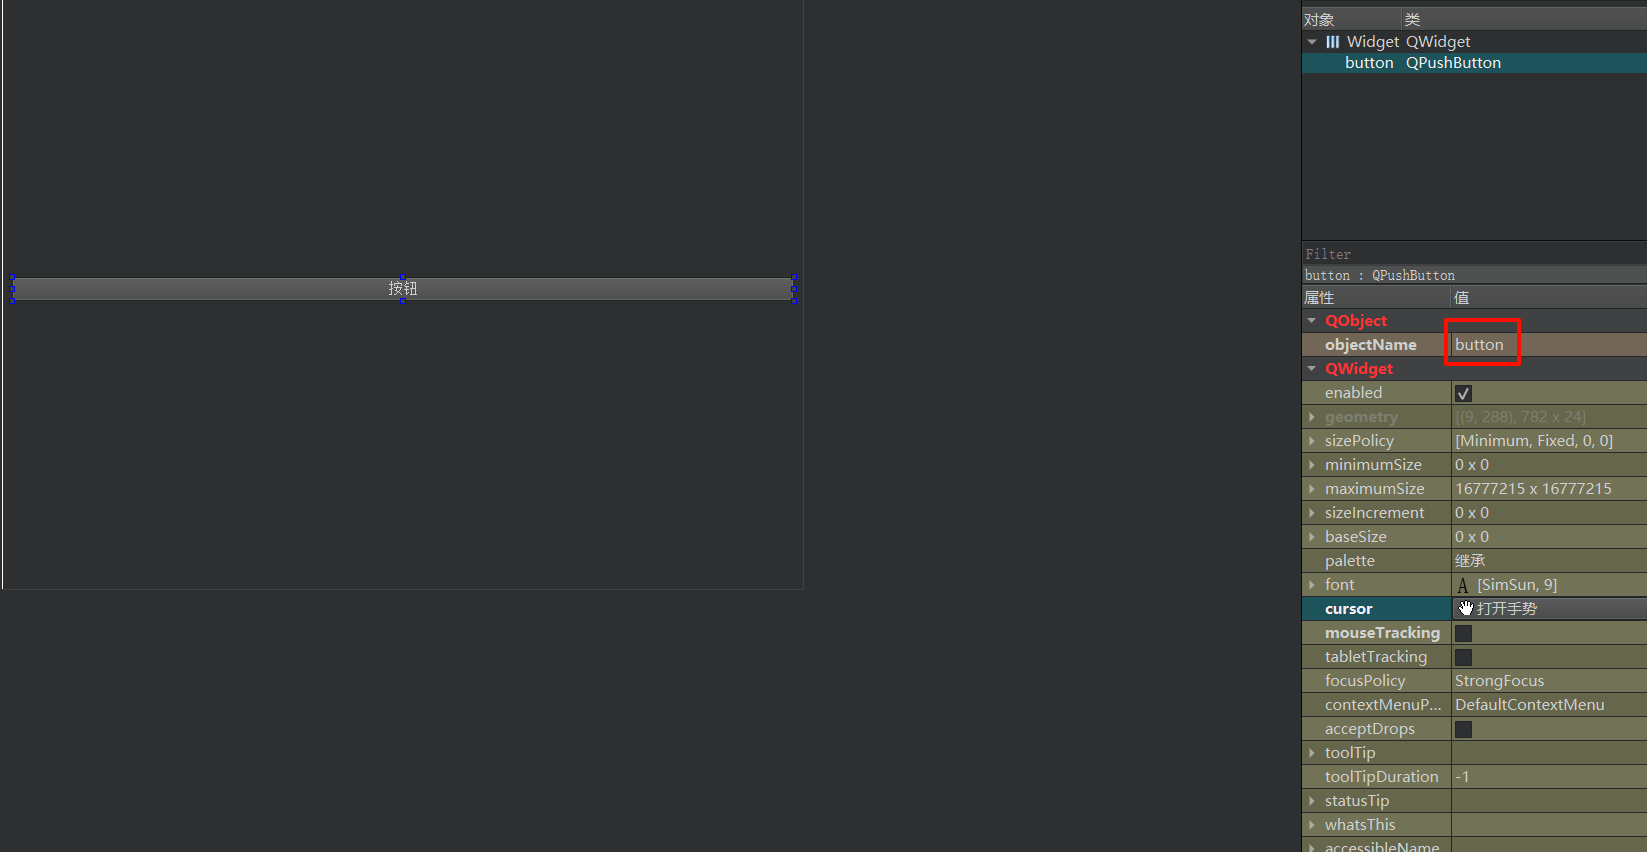 按钮
对象 类
Widget QWidget
button QPushButton
Filter
button : QPushButton
属性 值
QObject
objectName button
QWidget
enabled
geometry [(9, 288), 782 x 24]
sizePolicy [Minimum, Fixed, 0, 0]
minimumSize 0 x 0
maximumSize 16777215 x 16777215
sizeIncrement 0 x 0
baseSize 0 x 0
palette 继承
font A [SimSun, 9]
cursor 打开手势
mouseTracking
tabletTracking
focusPolicy StrongFocus
contextMenuP... DefaultContextMenu
acceptDrops
toolTip
toolTipDuration -1
statusTip
whatsThis
accessibleName